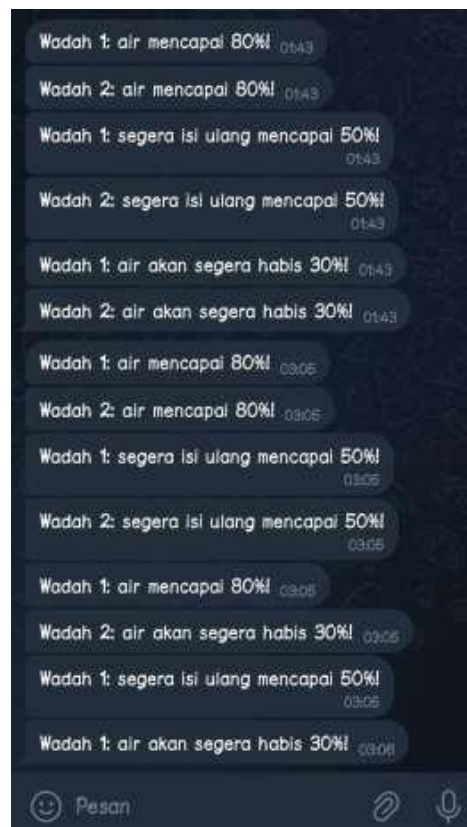 Wadah 1: air mencapai 80%! 01:43
Wadah 2: air mencapai 80%! 01:43
Wadah 1: segera isi ulang mencapai 50%!
01:43
Wadah 2: segera isi ulang mencapai 50%!
01:43
Wadah 1: air akan segera habis 30%! 01:43
Wadah 2: air akan segera habis 30%! 01:43
Wadah 1: air mencapai 80%! 03:05
Wadah 2: air mencapai 80%! 03:05
Wadah 1: segera isi ulang mencapai 50%!
03:05
Wadah 2: segera isi ulang mencapai 50%!
03:05
Wadah 1: air mencapai 80%! 03:05
Wadah 2: air akan segera habis 30%! 03:05
Wadah 1: segera isi ulang mencapai 50%!
03:05
Wadah 1: air akan segera habis 30%!
Pesan